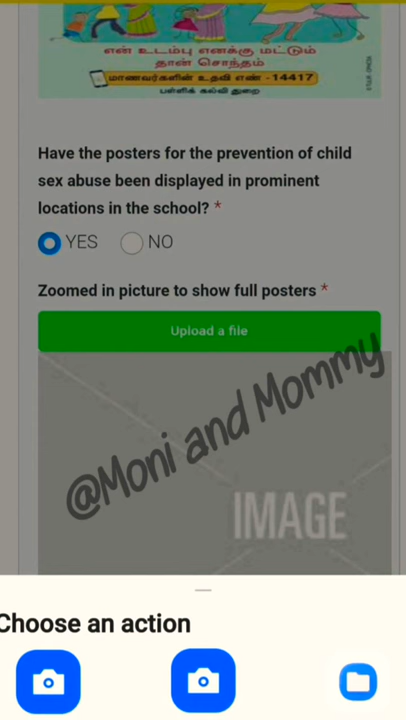 என் உடம்பு எனக்கு மட்டும்
தான் சொந்தம்
மாணவர்களின் உதவி எண் -14417
பள்ளிக் கல்வி துறை
Have the posters for the prevention of child
sex abuse been displayed in prominent
locations in the school? *
YES NO
Zoomed in picture to show full posters *
Upload a file
@Moni and Mommy
IMAGE
Choose an action